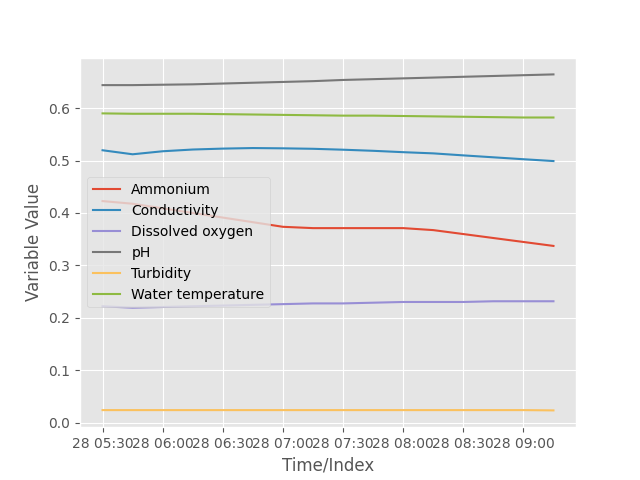 Variable Value
0.6
0.5
0.4
0.3
0.2
0.1
0.0
Ammonium
Conductivity
Dissolved oxygen
pH
Turbidity
Water temperature
28 05:30 28 06:00 28 06:30 28 07:00 28 07:30 28 08:00 28 08:30 28 09:00
Time/Index